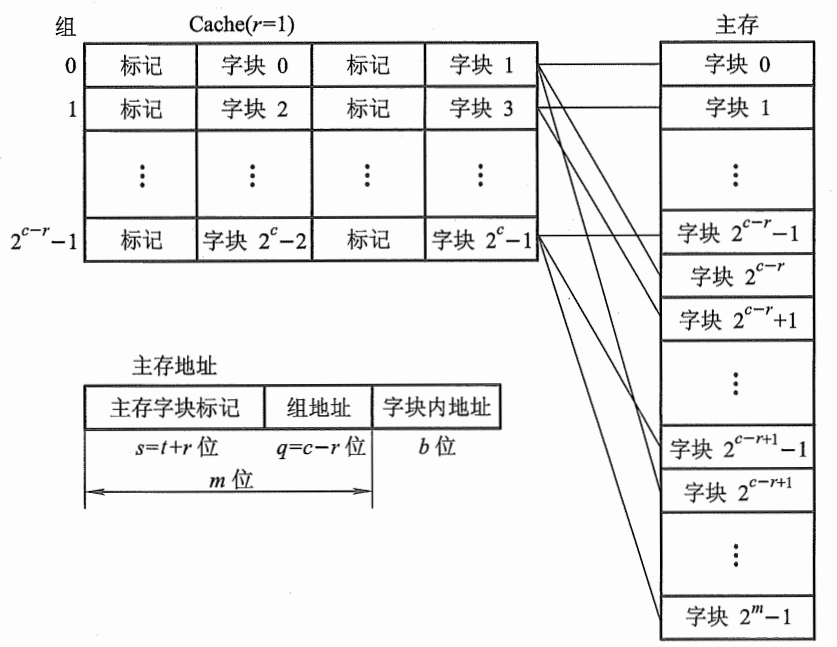 组 Cache(r=1) 主存
0 标记 字块 0 标记 字块 1 字块 0
1 标记 字块 2 标记 字块 3 字块 1
⋮ ⋮ ⋮ ⋮ ⋮
2^{c-r}-1 标记 字块 2^c-2 标记 字块 2^c-1 字块 2^{c-r}-1
字块 2^{c-r}
字块 2^{c-r}+1
⋮
字块 2^{c-r+1}-1
字块 2^{c-r+1}
⋮
字块 2^m-1
主存地址
主存字块标记 组地址 字块内地址
s=t+r 位 q=c-r 位 b 位
m 位